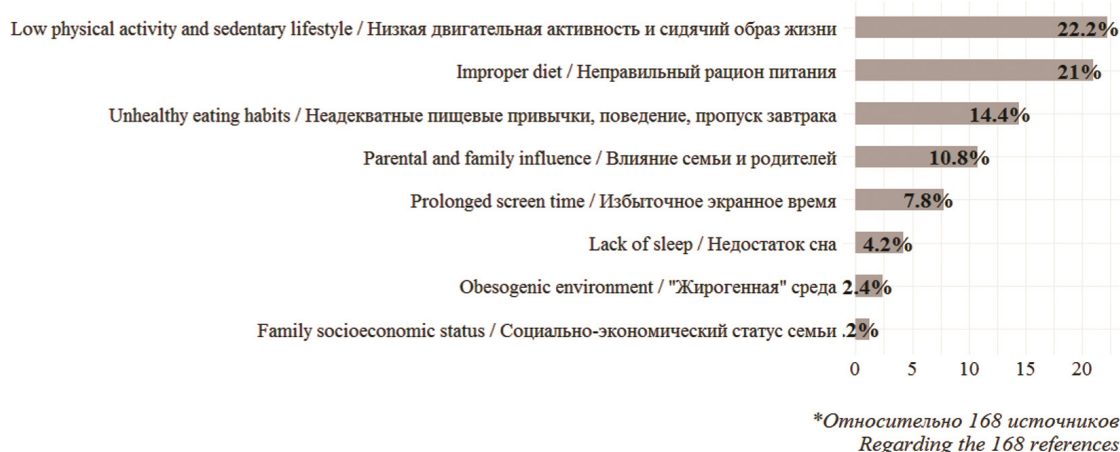 Low physical activity and sedentary lifestyle / Низкая двигательная активность и сидячий образ жизни 22.2%
Improper diet / Неправильный рацион питания 21%
Unhealthy eating habits / Неадекватные пищевые привычки, поведение, пропуск завтрака 14.4%
Parental and family influence / Влияние семьи и родителей 10.8%
Prolonged screen time / Избыточное экранное время 7.8%
Lack of sleep / Недостаток сна 4.2%
Obesogenic environment / "Жирогенная" среда 2.4%
Family socioeconomic status / Социально-экономический статус семьи .2%
0 5 10 15 20
*Относительно 168 источников
Regarding the 168 references